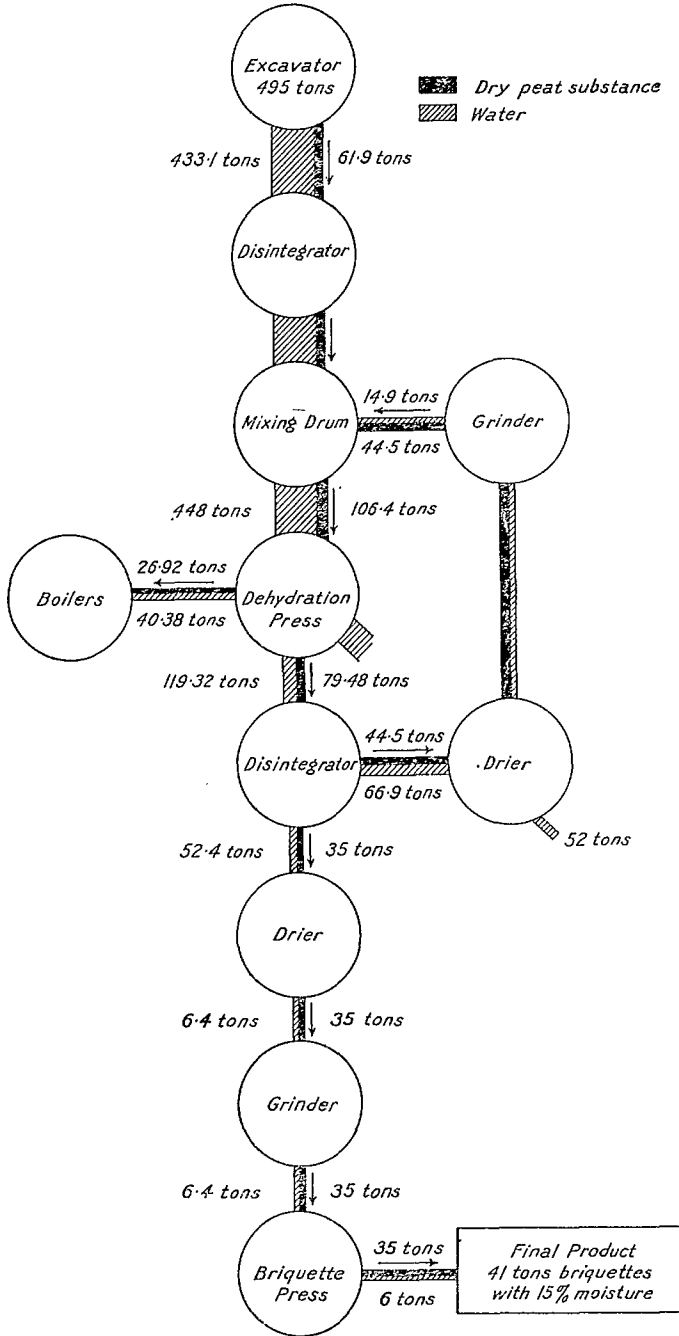 Excavator
495 tons
Dry peat substance
Water
433·1 tons
61·9 tons
Disintegrator
14·9 tons
Mixing Drum
Grinder
44·5 tons
448 tons
106·4 tons
26·92 tons
Boilers
Dehydration
Press
40·38 tons
119·32 tons
79·48 tons
44·5 tons
Disintegrator
Drier
66·9 tons
52·4 tons
35 tons
52 tons
Drier
6·4 tons
35 tons
Grinder
6·4 tons
35 tons
35 tons
Briquette
Press
6 tons
Final Product
41 tons briquettes
with 15% moisture